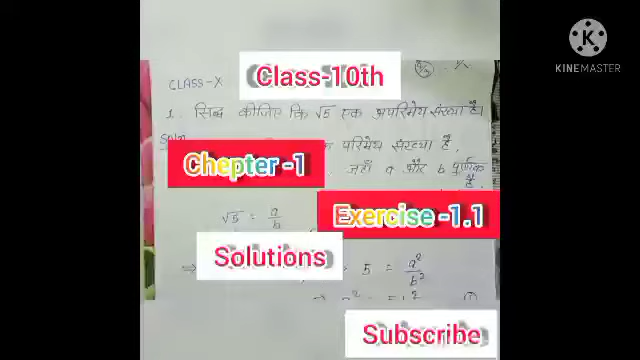 KINEMASTER
Class-10th
CLASS-X
1. सिद्ध कीजिए कि √5 एक अपरिमेय संख्या है।
Soln
परिमेय संख्या है.
Chepter -1
जहाँ a और b पूर्णांक
है.
√5 = a/b
Exercise -1.1
Solutions
⇒ 5 = a²/b²
Subscribe